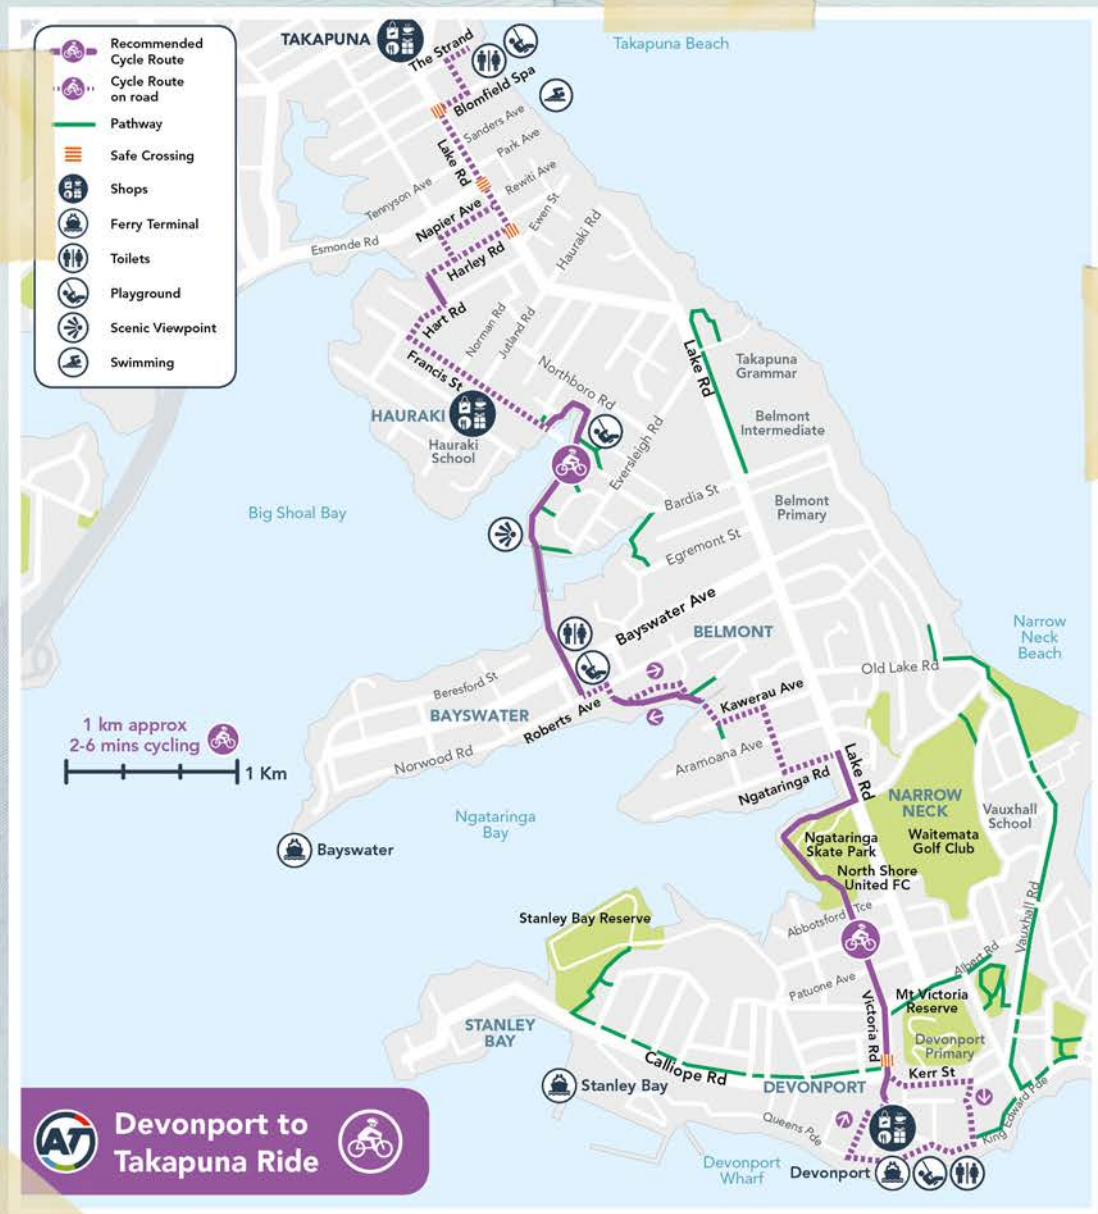 Recommended
Cycle Route
Cycle Route
on road
Pathway
Safe Crossing
Shops
Ferry Terminal
Toilets
Playground
Scenic Viewpoint
Swimming
TAKAPUNA
The Strand
Takapuna Beach
Blomfield Spa
Sanders Ave
Lake Rd
Park Ave
Rewiti Ave
Tennyson Ave
Napier Ave
Ewen St
Esmonde Rd
Hauraki Rd
Harley Rd
Hart Rd
Norman Rd
Jutland Rd
Francis St
Northboro Rd
Lake Rd
Takapuna
Grammar
HAURAKI
Hauraki
School
Belmont
Intermediate
Eversleigh Rd
Big Shoal Bay
Bardia St
Belmont
Primary
Egremont St
Bayswater Ave
BELMONT
Narrow
Neck
Beach
Old Lake Rd
Beresford St
BAYSWATER
Roberts Ave
Kawerau Ave
1 km approx
2-6 mins cycling
1 Km
Norwood Rd
Aramoana Ave
Ngataringa Rd
Lake Rd
NARROW
NECK
Vauxhall
School
Ngataringa
Bay
Ngataringa
Skate Park
Waitemata
Golf Club
Bayswater
North Shore
United FC
Stanley Bay Reserve
Abbotsford Tce
Vauxhall Rd
Albert Rd
Patuone Ave
Mt Victoria
Reserve
Victoria Rd
STANLEY
BAY
Devonport
Primary
Calliope Rd
Kerr St
Stanley Bay
DEVONPORT
King Edward Pde
Queens Pde
Devonport
Wharf
Devonport
AT
Devonport to
Takapuna Ride